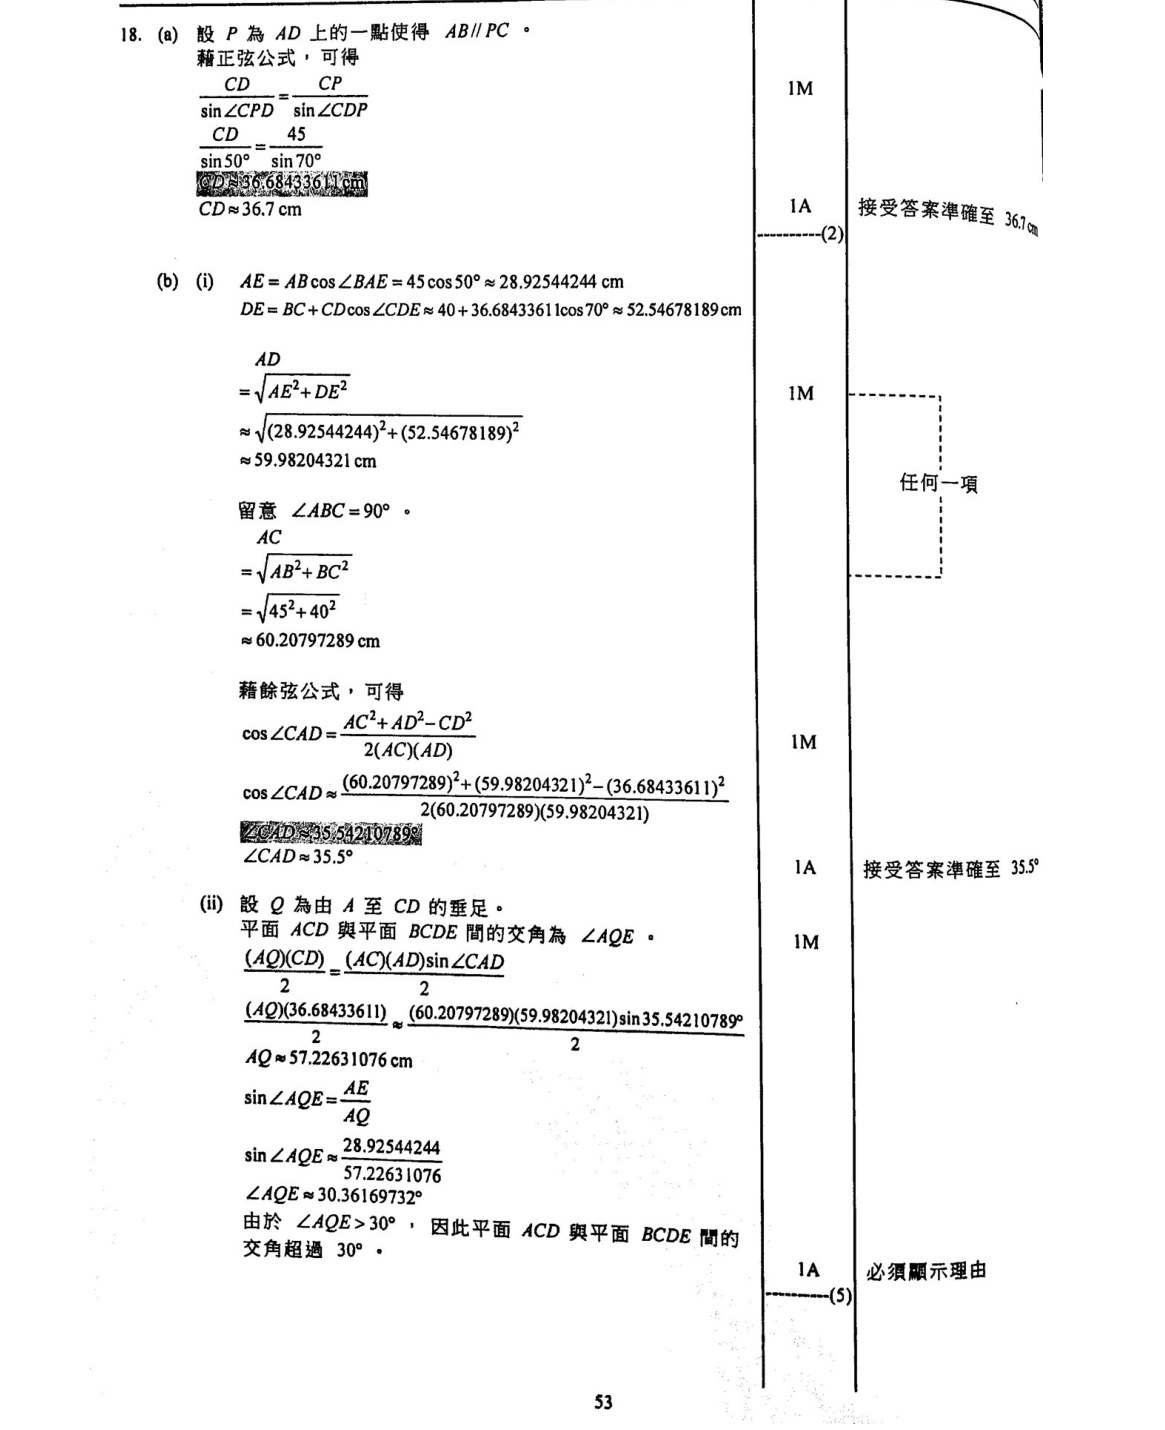 18. (a) 設 P 為 AD 上的一點使得 AB// PC 。
藉正弦公式，可得
CD/sin∠CPD = CP/sin∠CDP 1M
CD/sin50° = 45/sin70°
CD≈36.68433611cm
CD≈36.7 cm 1A 接受答案準確至 36.7 cm
----------(2)
(b) (i) AE = AB cos ∠BAE = 45 cos 50° ≈ 28.92544244 cm
DE = BC + CD cos ∠CDE ≈ 40 + 36.68433611cos 70° ≈ 52.54678189 cm
AD
= √(AE² + DE²) 1M
≈ √((28.92544244)² + (52.54678189)²)
≈ 59.98204321 cm
任何一項
留意 ∠ABC = 90° 。
AC
= √(AB² + BC²)
= √(45² + 40²)
≈ 60.20797289 cm
藉餘弦公式，可得
cos ∠CAD = (AC² + AD² – CD²)/(2(AC)(AD)) 1M
cos ∠CAD ≈ ((60.20797289)² + (59.98204321)² – (36.68433611)²)/(2(60.20797289)(59.98204321))
∠CAD≈35.54210789°
∠CAD ≈ 35.5° 1A 接受答案準確至 35.5°
(ii) 設 Q 為由 A 至 CD 的垂足。
平面 ACD 與平面 BCDE 間的交角為 ∠AQE 。 1M
(AQ)(CD)/2 = (AC)(AD)sin ∠CAD/2
(AQ)(36.68433611)/2 ≈ (60.20797289)(59.98204321)sin35.54210789°/2
AQ ≈ 57.22631076 cm
sin ∠AQE = AE/AQ
sin ∠AQE ≈ 28.92544244/57.22631076
∠AQE ≈ 30.36169732°
由於 ∠AQE > 30° ，因此平面 ACD 與平面 BCDE 間的
交角超過 30° 。
1A 必須顯示理由
----------(5)
53